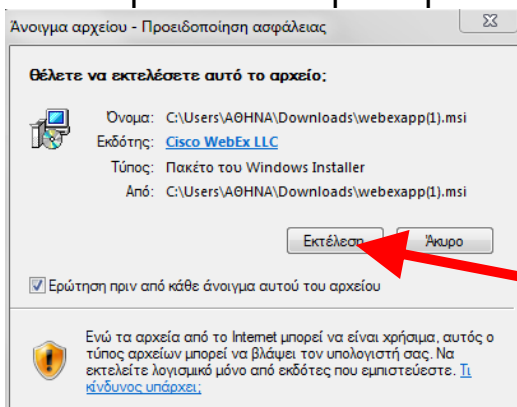 Άνοιγμα αρχείου - Προειδοποίηση ασφάλειας
Θέλετε να εκτελέσετε αυτό το αρχείο;
Όνομα: C:\Users\ΑΘΗΝΑ\Downloads\webexapp(1).msi
Εκδότης: Cisco WebEx LLC
Τύπος: Πακέτο του Windows Installer
Από: C:\Users\ΑΘΗΝΑ\Downloads\webexapp(1).msi
Εκτέλεση Άκυρο
Ερώτηση πριν από κάθε άνοιγμα αυτού του αρχείου
Ενώ τα αρχεία από το Internet μπορεί να είναι χρήσιμα, αυτός ο
τύπος αρχείων μπορεί να βλάψει τον υπολογιστή σας. Να
εκτελείτε λογισμικό μόνο από εκδότες που εμπιστεύεστε. Τι
κίνδυνος υπάρχει;